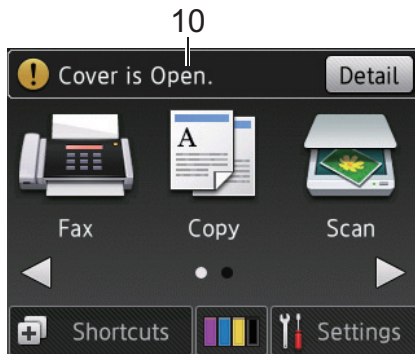 10
Cover is Open.
Detail
A
Fax
Copy
Scan
Shortcuts
Settings